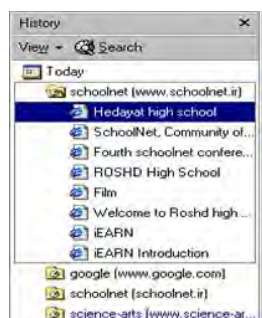 History
View Search
Today
schoolnet (www.schoolnet.ir)
Hedayat high school
SchoolNet, Community of...
Fourth schoolnet confere...
ROSHD High School
Film
Welcome to Roshd high ...
iEARN
iEARN Introduction
google (www.google.com)
schoolnet (schoolnet.ir)
science-arts (www.science-ar...